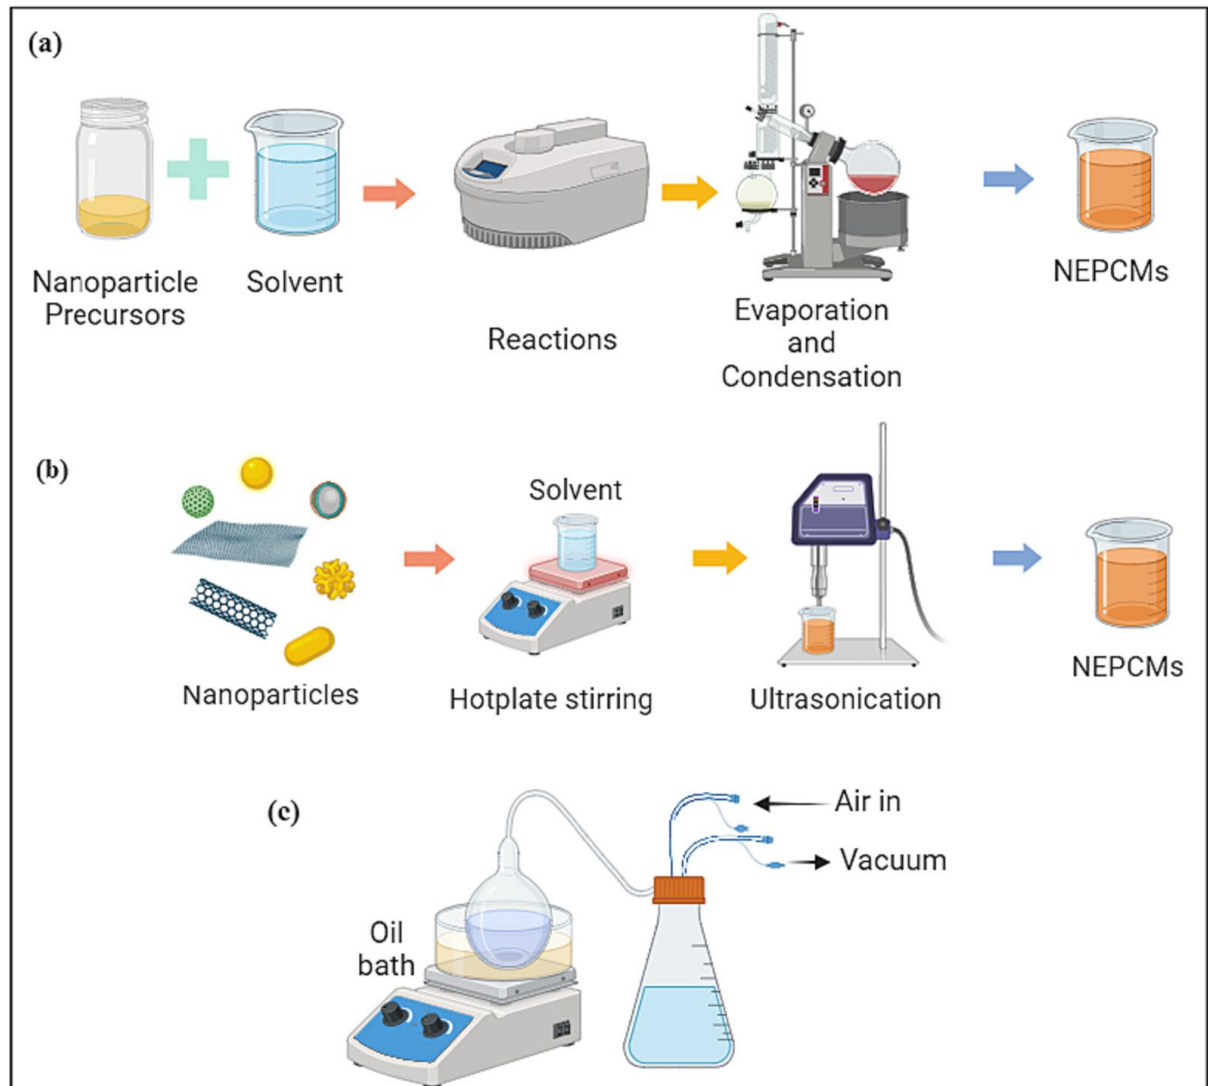 (a)
Nanoparticle
Precursors
Solvent
Reactions
Evaporation
and
Condensation
NEPCMs
(b)
Nanoparticles
Solvent
Hotplate stirring
Ultrasonication
NEPCMs
(c)
Air in
Vacuum
Oil
bath